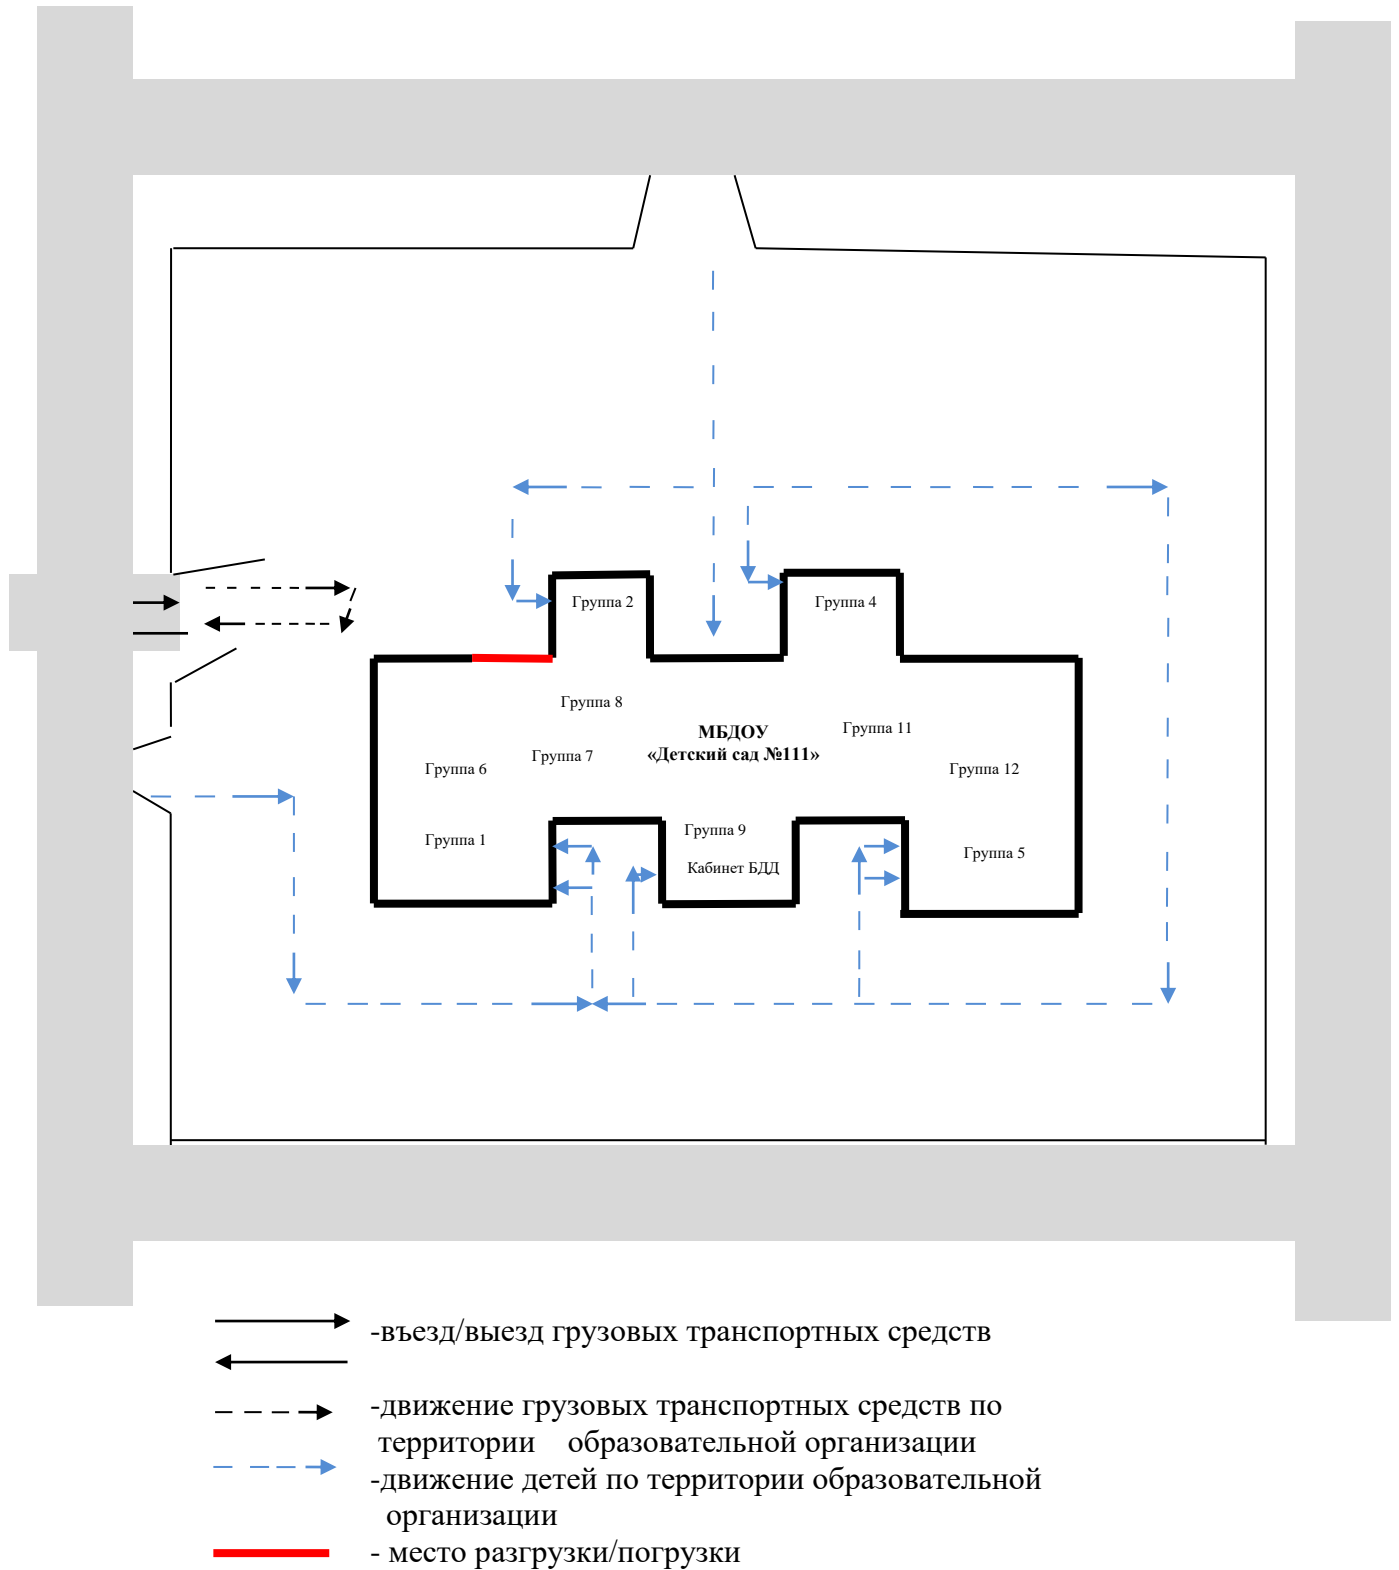 Группа 2
Группа 4
Группа 8
Группа 11
МБДОУ
«Детский сад №111»
Группа 7
Группа 6
Группа 12
Группа 9
Группа 1
Группа 5
Кабинет БДД
-въезд/выезд грузовых транспортных средств
-движение грузовых транспортных средств по
территории образовательной организации
-движение детей по территории образовательной
организации
- место разгрузки/погрузки